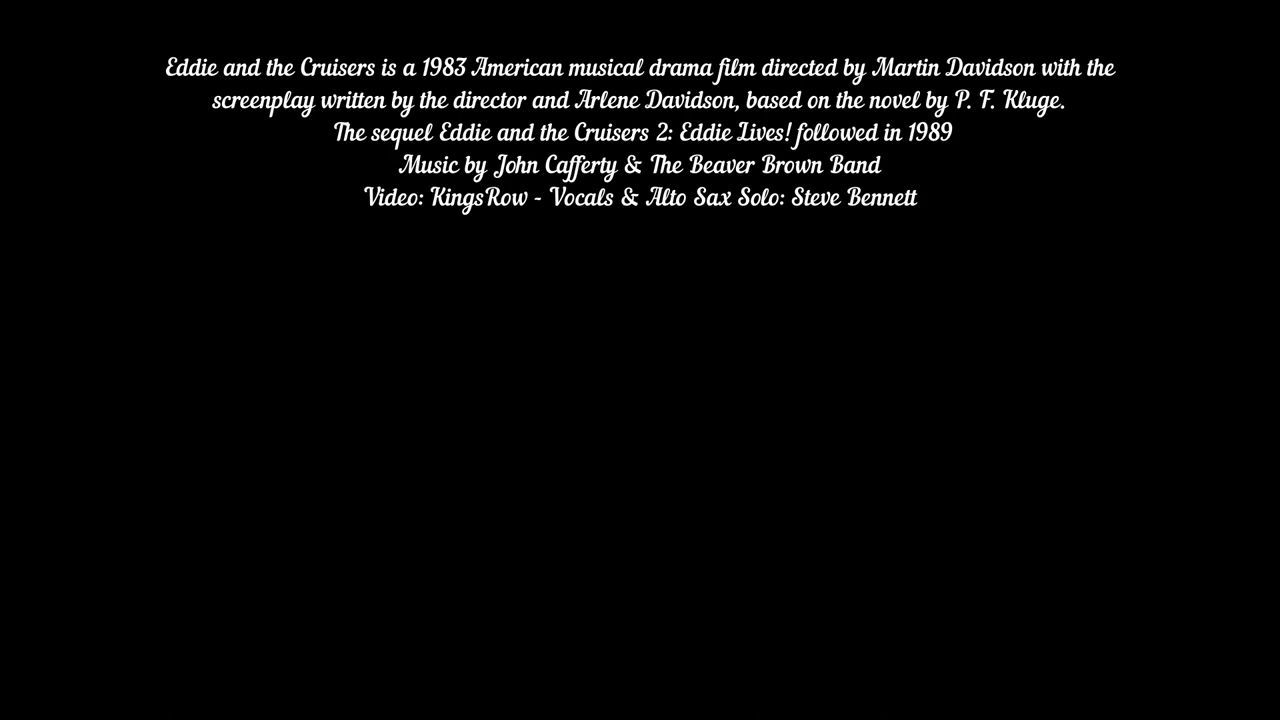 Eddie and the Cruisers is a 1983 American musical drama film directed by Martin Davidson with the
screenplay written by the director and Arlene Davidson, based on the novel by P. F. Kluge.
The sequel Eddie and the Cruisers 2: Eddie Lives! followed in 1989
Music by John Cafferty & The Beaver Brown Band
Video: KingsRow - Vocals & Alto Sax Solo: Steve Bennett